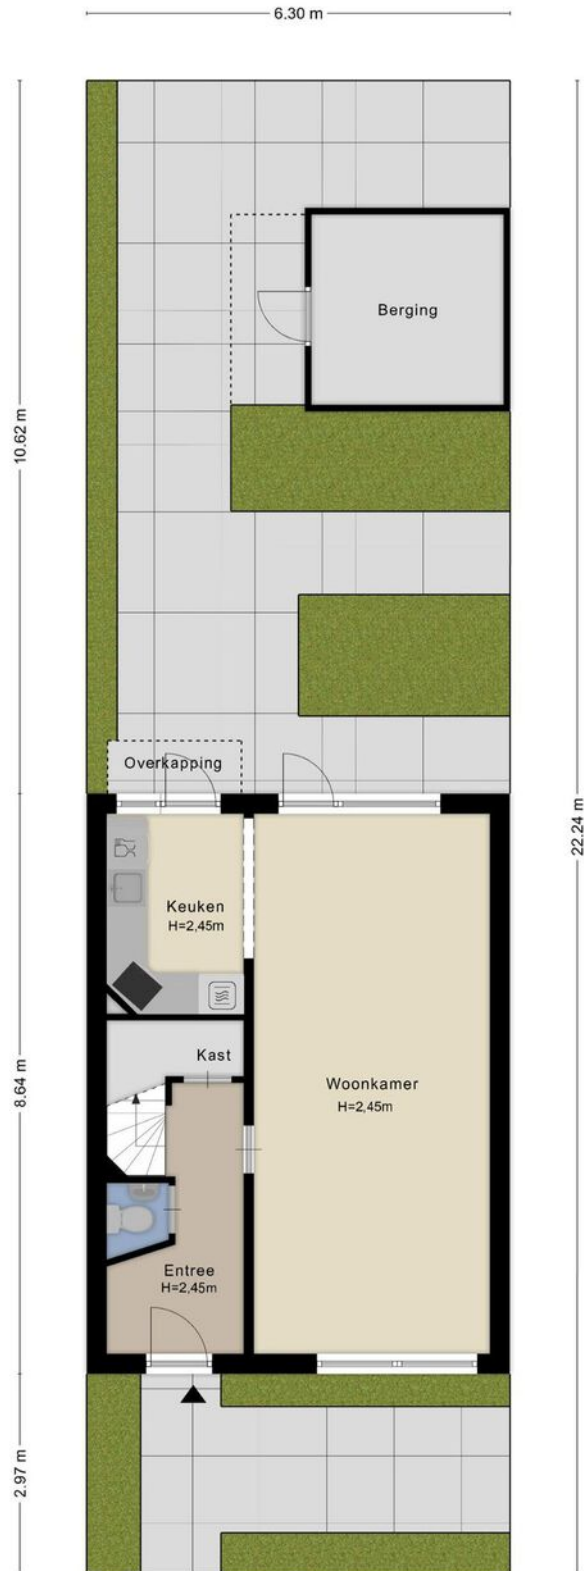 6.30 m
Berging
10.62 m
Overkapping
22.24 m
Keuken
H=2,45m
Kast
8.64 m
Woonkamer
H=2,45m
Entree
H=2,45m
2.97 m